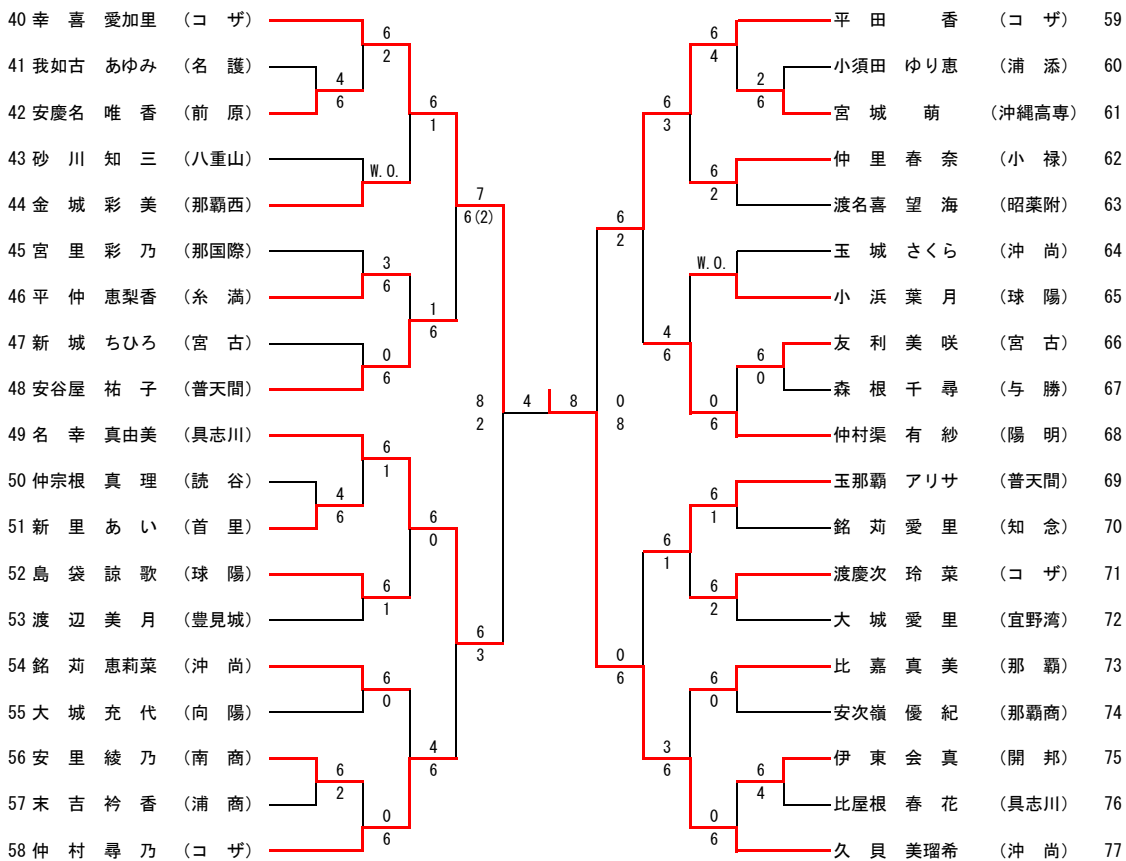 40 幸 喜 愛加里 (コ ザ)
41 我如古 あゆみ (名 護)
42 安慶名 唯 香 (前 原)
43 砂 川 知 三 (八重山)
44 金 城 彩 美 (那覇西)
45 宮 里 彩 乃 (那国際)
46 平 仲 恵梨香 (糸 満)
47 新 城 ちひろ (宮 古)
48 安谷屋 祐 子 (普天間)
49 名 幸 真由美 (具志川)
50 仲宗根 真 理 (読 谷)
51 新 里 あ い (首 里)
52 島 袋 諒 歌 (球 陽)
53 渡 辺 美 月 (豊見城)
54 銘 苅 恵莉菜 (沖 尚)
55 大 城 充 代 (向 陽)
56 安 里 綾 乃 (南 商)
57 末 吉 衿 香 (浦 商)
58 仲 村 尋 乃 (コ ザ)
6
2
4
6
W.O.
3
6
0
6
6
1
4
6
6
1
6
0
6
2
0
6
6
1
1
6
6
0
4
6
7
6(2)
6
3
8
2
4
8
0
8
6
2
0
6
6
3
4
6
6
1
3
6
6
4
2
6
6
2
W.O.
6
0
0
6
6
1
6
2
6
0
6
4
0
6
平 田 香 (コ ザ) 59
小須田 ゆり恵 (浦 添) 60
宮 城 萌 (沖縄高専) 61
仲 里 春 奈 (小 禄) 62
渡名喜 望 海 (昭薬附) 63
玉 城 さくら (沖 尚) 64
小 浜 葉 月 (球 陽) 65
友 利 美 咲 (宮 古) 66
森 根 千 尋 (与 勝) 67
仲村渠 有 紗 (陽 明) 68
玉那覇 アリサ (普天間) 69
銘 苅 愛 里 (知 念) 70
渡慶次 玲 菜 (コ ザ) 71
大 城 愛 里 (宜野湾) 72
比 嘉 真 美 (那 覇) 73
安次嶺 優 紀 (那覇商) 74
伊 東 会 真 (開 邦) 75
比屋根 春 花 (具志川) 76
久 貝 美瑠希 (沖 尚) 77